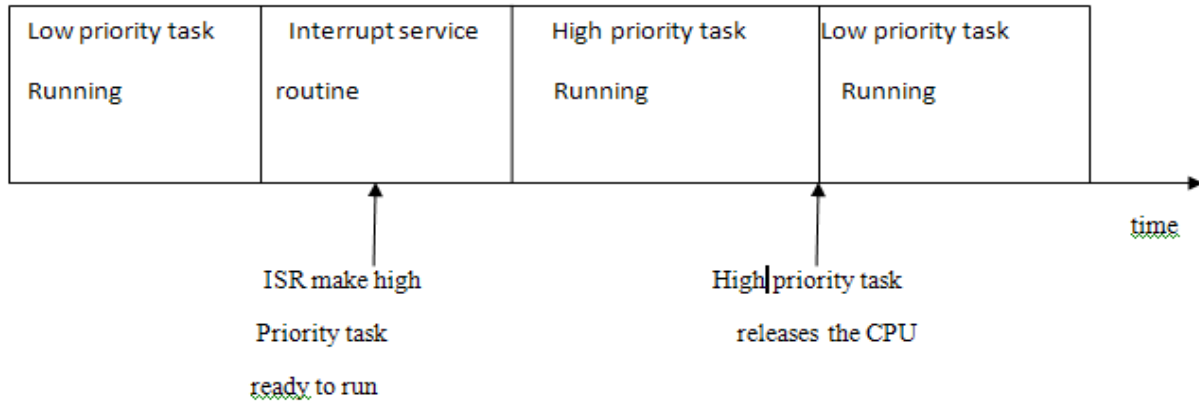 Low priority task
Running
Interrupt service
routine
High priority task
Running
Low priority task
Running
time
ISR make high
Priority task
ready to run
High priority task
releases the CPU